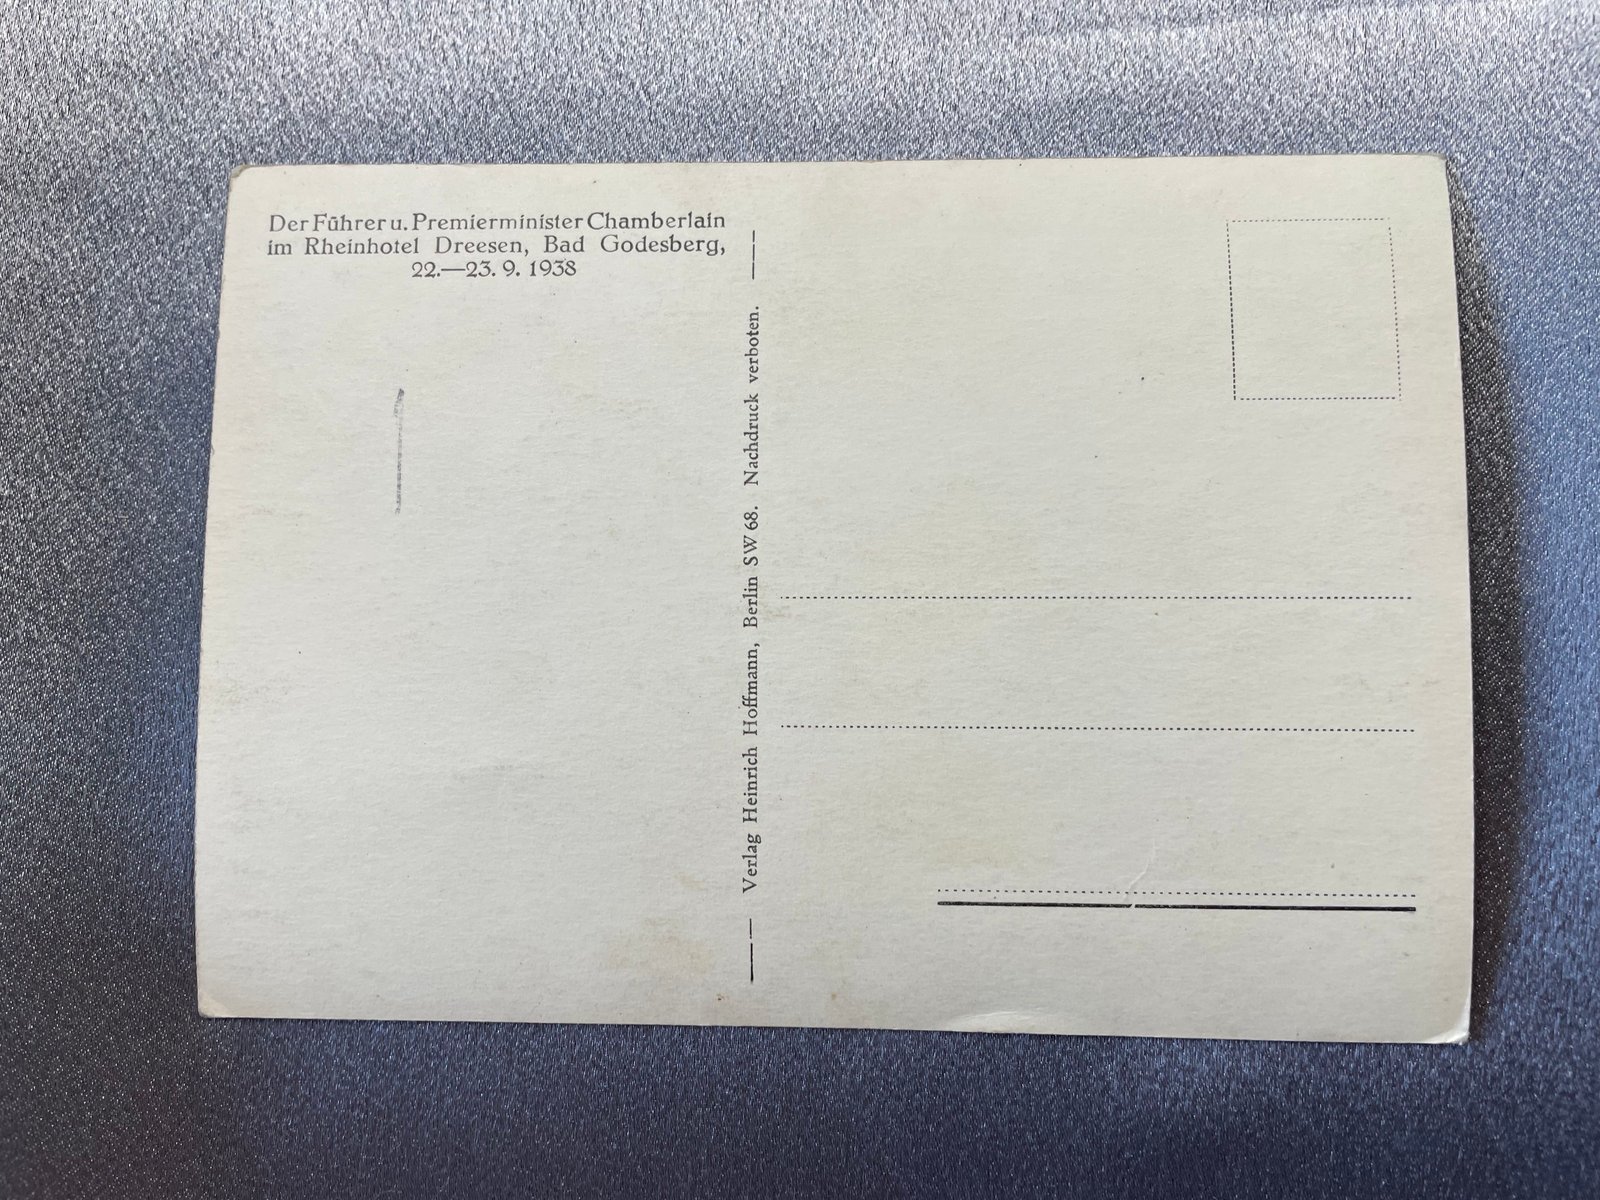 Der Führer u. Premierminister Chamberlain
im Rheinhotel Dreesen, Bad Godesberg,
22.—23. 9. 1938
Verlag Heinrich Hoffmann, Berlin SW 68. Nachdruck verboten.